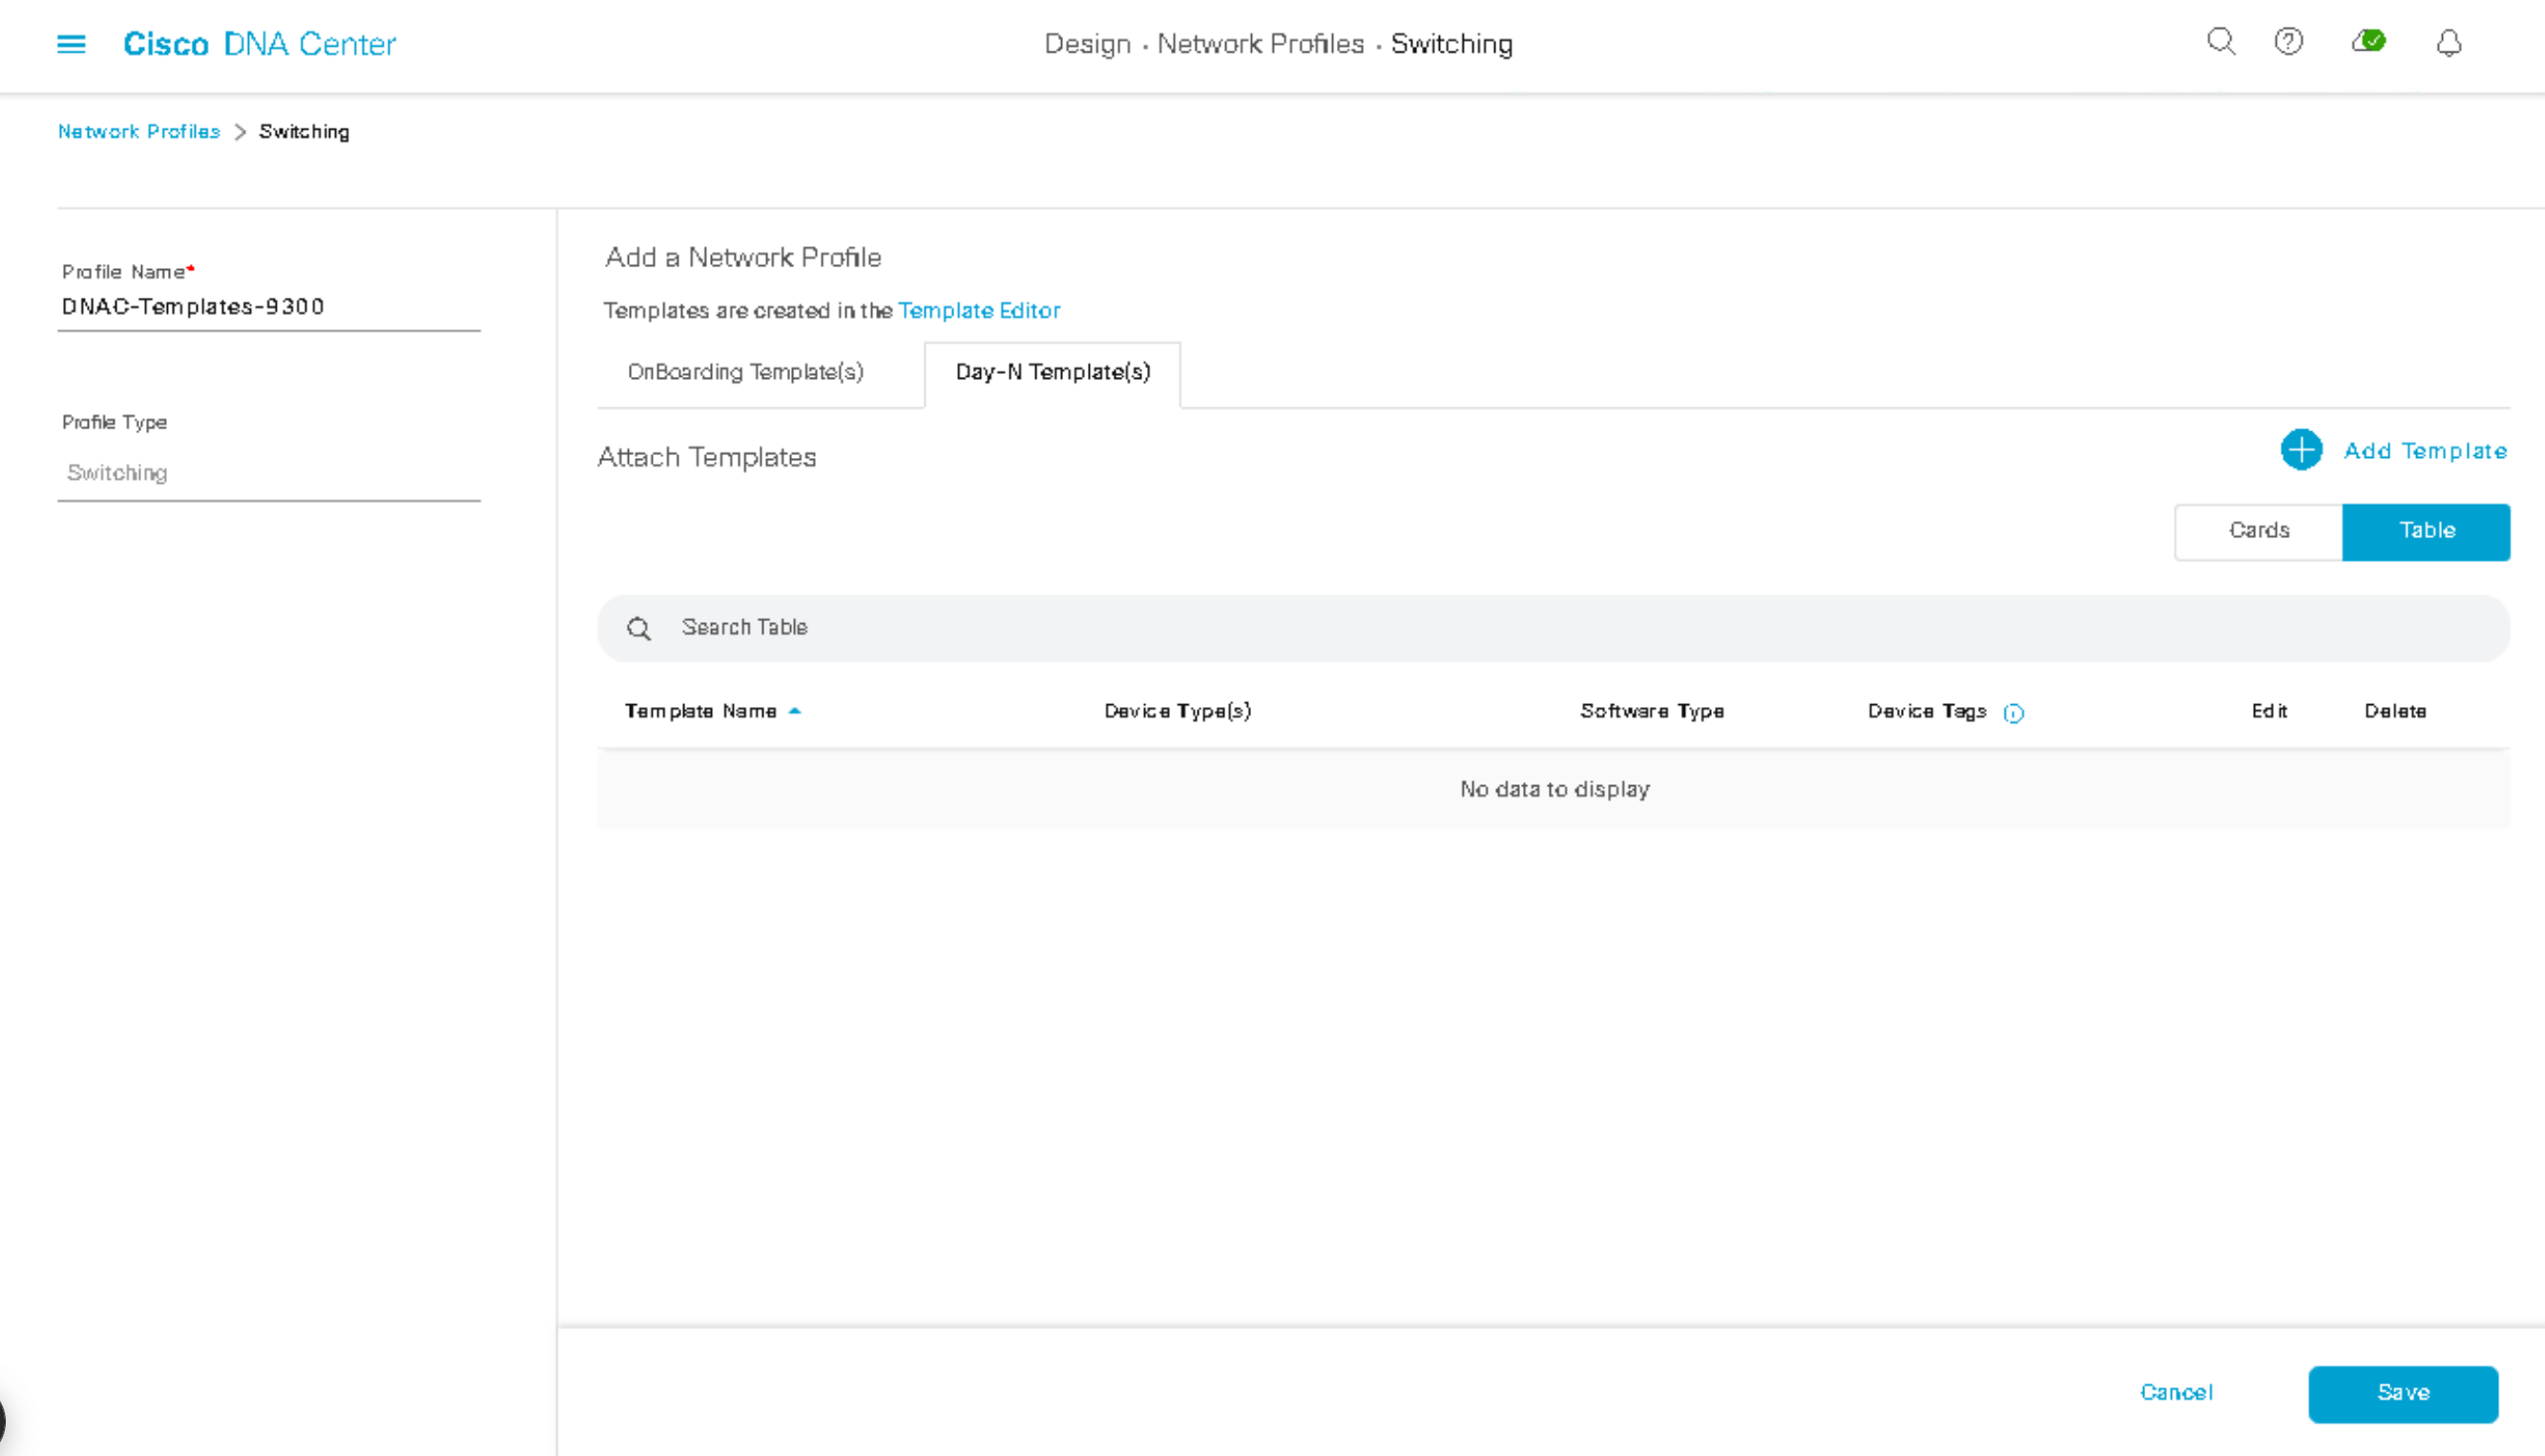 Cisco DNA Center
Design · Network Profiles · Switching
Network Profiles > Switching
Profile Name*
DNAC-Templates-9300
Profile Type
Switching
Add a Network Profile
Templates are created in the Template Editor
OnBoarding Template(s)
Day-N Template(s)
Attach Templates
Add Template
Cards
Table
Search Table
Template Name
Device Type(s)
Software Type
Device Tags
Edit
Delete
No data to display
Cancel
Save